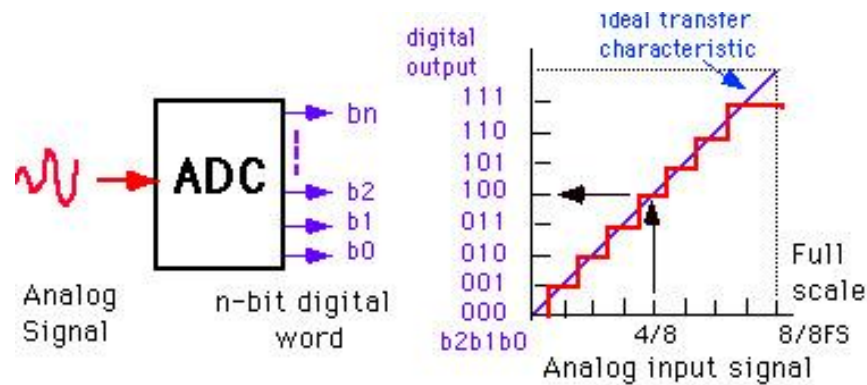 ADC
bn
b2
b1
b0
Analog
Signal
n-bit digital
word
digital
output
ideal transfer
characteristic
111
110
101
100
011
010
001
000
b2b1b0
4/8
8/8FS
Full
scale
Analog input signal